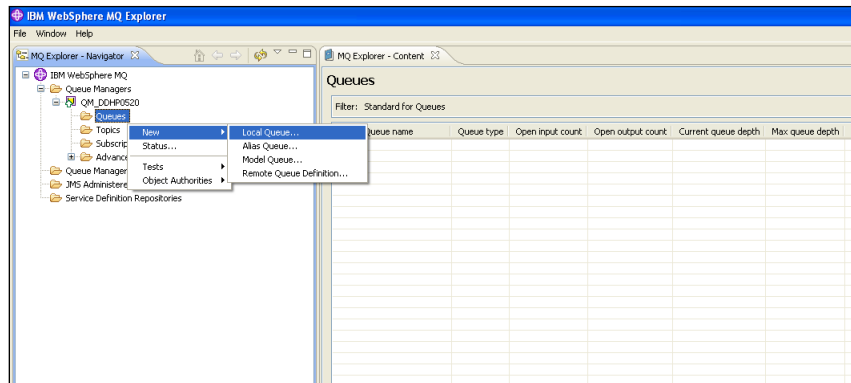 IBM WebSphere MQ Explorer
File Window Help
MQ Explorer - Navigator
IBM WebSphere MQ
Queue Managers
QM_DDHP0520
Queues
Topics
Subscrip
Advance
Queue Manager
JMS Administere
Service Definition Repositories
New
Status...
Tests
Object Authorities
Local Queue...
Alias Queue...
Model Queue...
Remote Queue Definition...
MQ Explorer - Content
Queues
Filter: Standard for Queues
Queue name Queue type Open input count Open output count Current queue depth Max queue depth